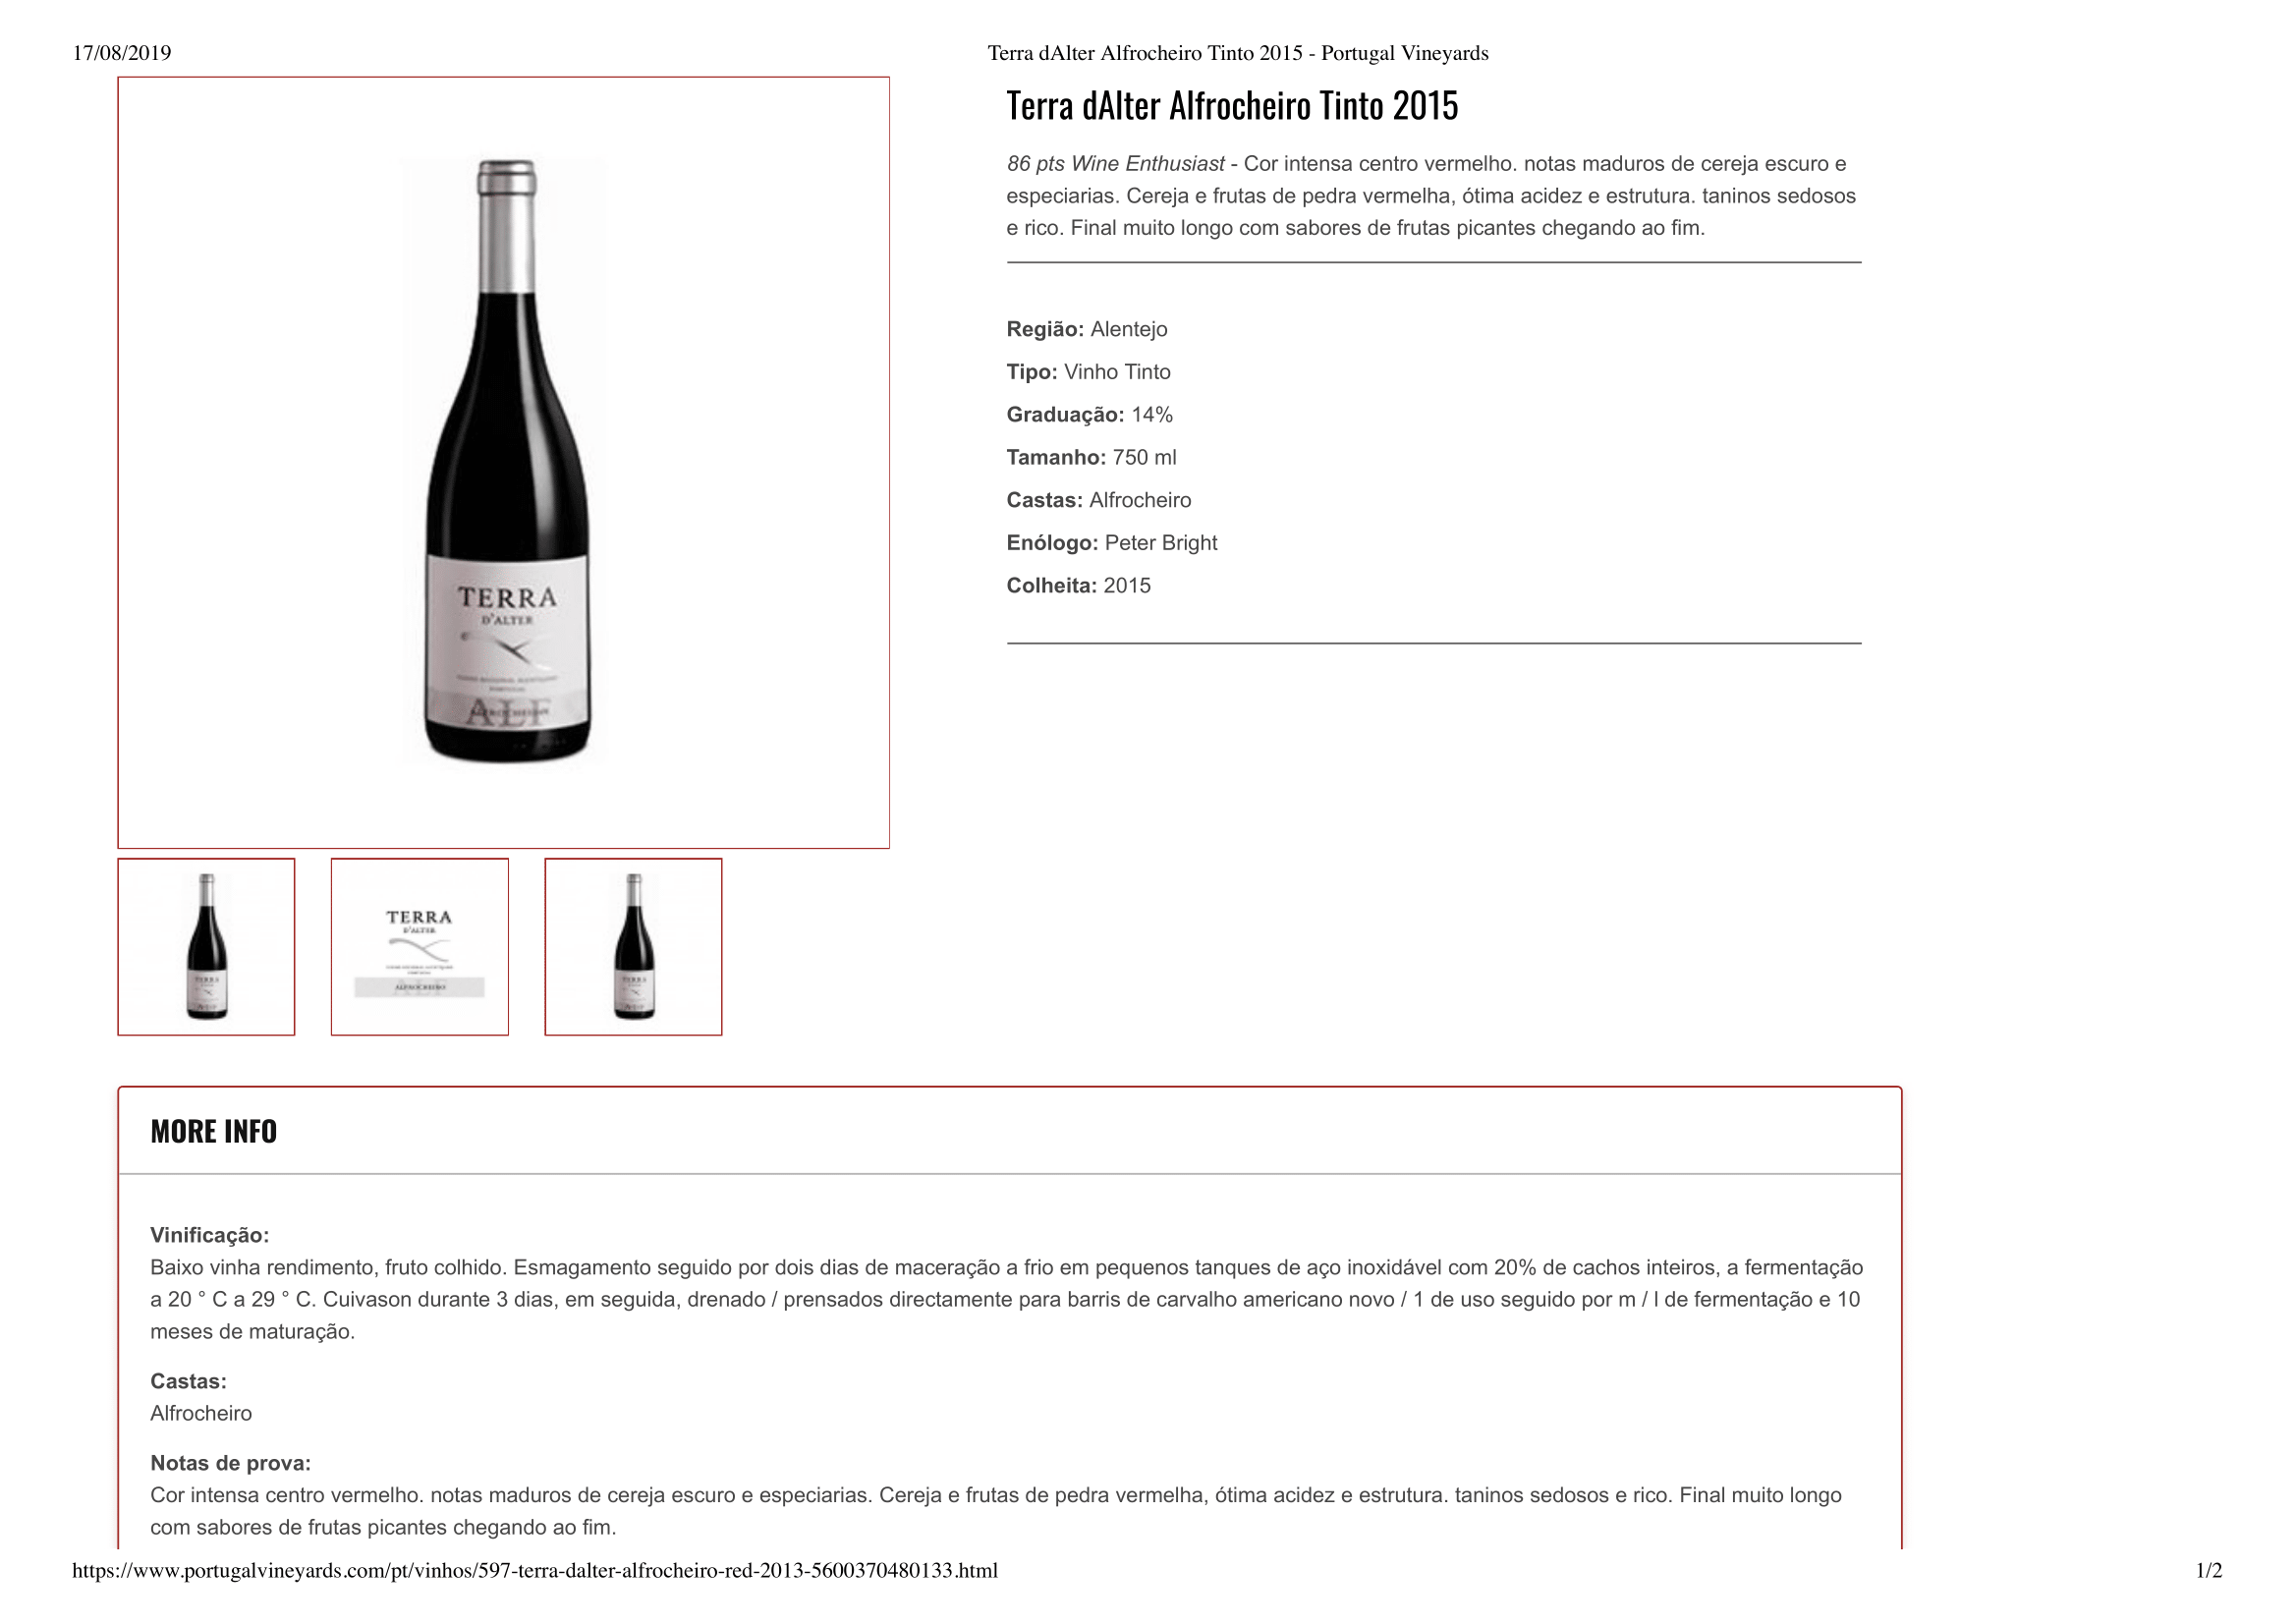 17/08/2019
Terra dAlter Alfrocheiro Tinto 2015 - Portugal Vineyards
Terra dAlter Alfrocheiro Tinto 2015
86 pts Wine Enthusiast - Cor intensa centro vermelho. notas maduros de cereja escuro e
especiarias. Cereja e frutas de pedra vermelha, ótima acidez e estrutura. taninos sedosos
e rico. Final muito longo com sabores de frutas picantes chegando ao fim.
Região: Alentejo
Tipo: Vinho Tinto
Graduação: 14%
Tamanho: 750 ml
Castas: Alfrocheiro
Enólogo: Peter Bright
Colheita: 2015
TERRA
D'ALTER
ALF
TERRA
D'ALTER
ALFROCHEIRO
MORE INFO
Vinificação:
Baixo vinha rendimento, fruto colhido. Esmagamento seguido por dois dias de maceração a frio em pequenos tanques de aço inoxidável com 20% de cachos inteiros, a fermentação
a 20 ° C a 29 ° C. Cuivason durante 3 dias, em seguida, drenado / prensados directamente para barris de carvalho americano novo / 1 de uso seguido por m / l de fermentação e 10
meses de maturação.
Castas:
Alfrocheiro
Notas de prova:
Cor intensa centro vermelho. notas maduros de cereja escuro e especiarias. Cereja e frutas de pedra vermelha, ótima acidez e estrutura. taninos sedosos e rico. Final muito longo
com sabores de frutas picantes chegando ao fim.
https://www.portugalvineyards.com/pt/vinhos/597-terra-dalter-alfrocheiro-red-2013-5600370480133.html
1/2